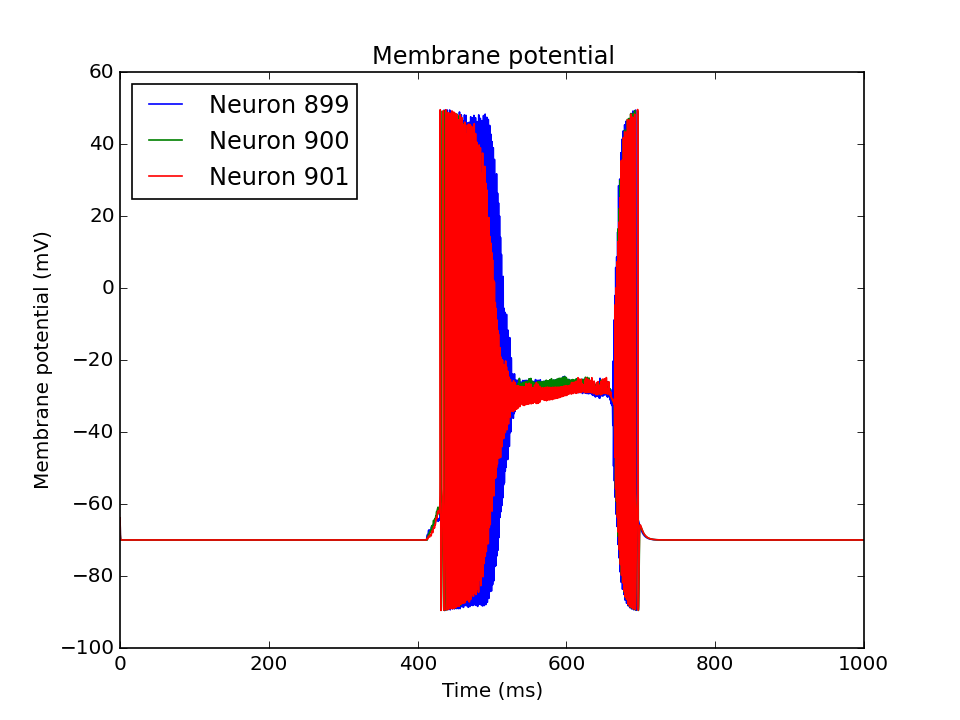 Membrane potential
60
40
20
0
−20
−40
−60
−80
−100
Membrane potential (mV)
Neuron 899
Neuron 900
Neuron 901
0 200 400 600 800 1000
Time (ms)